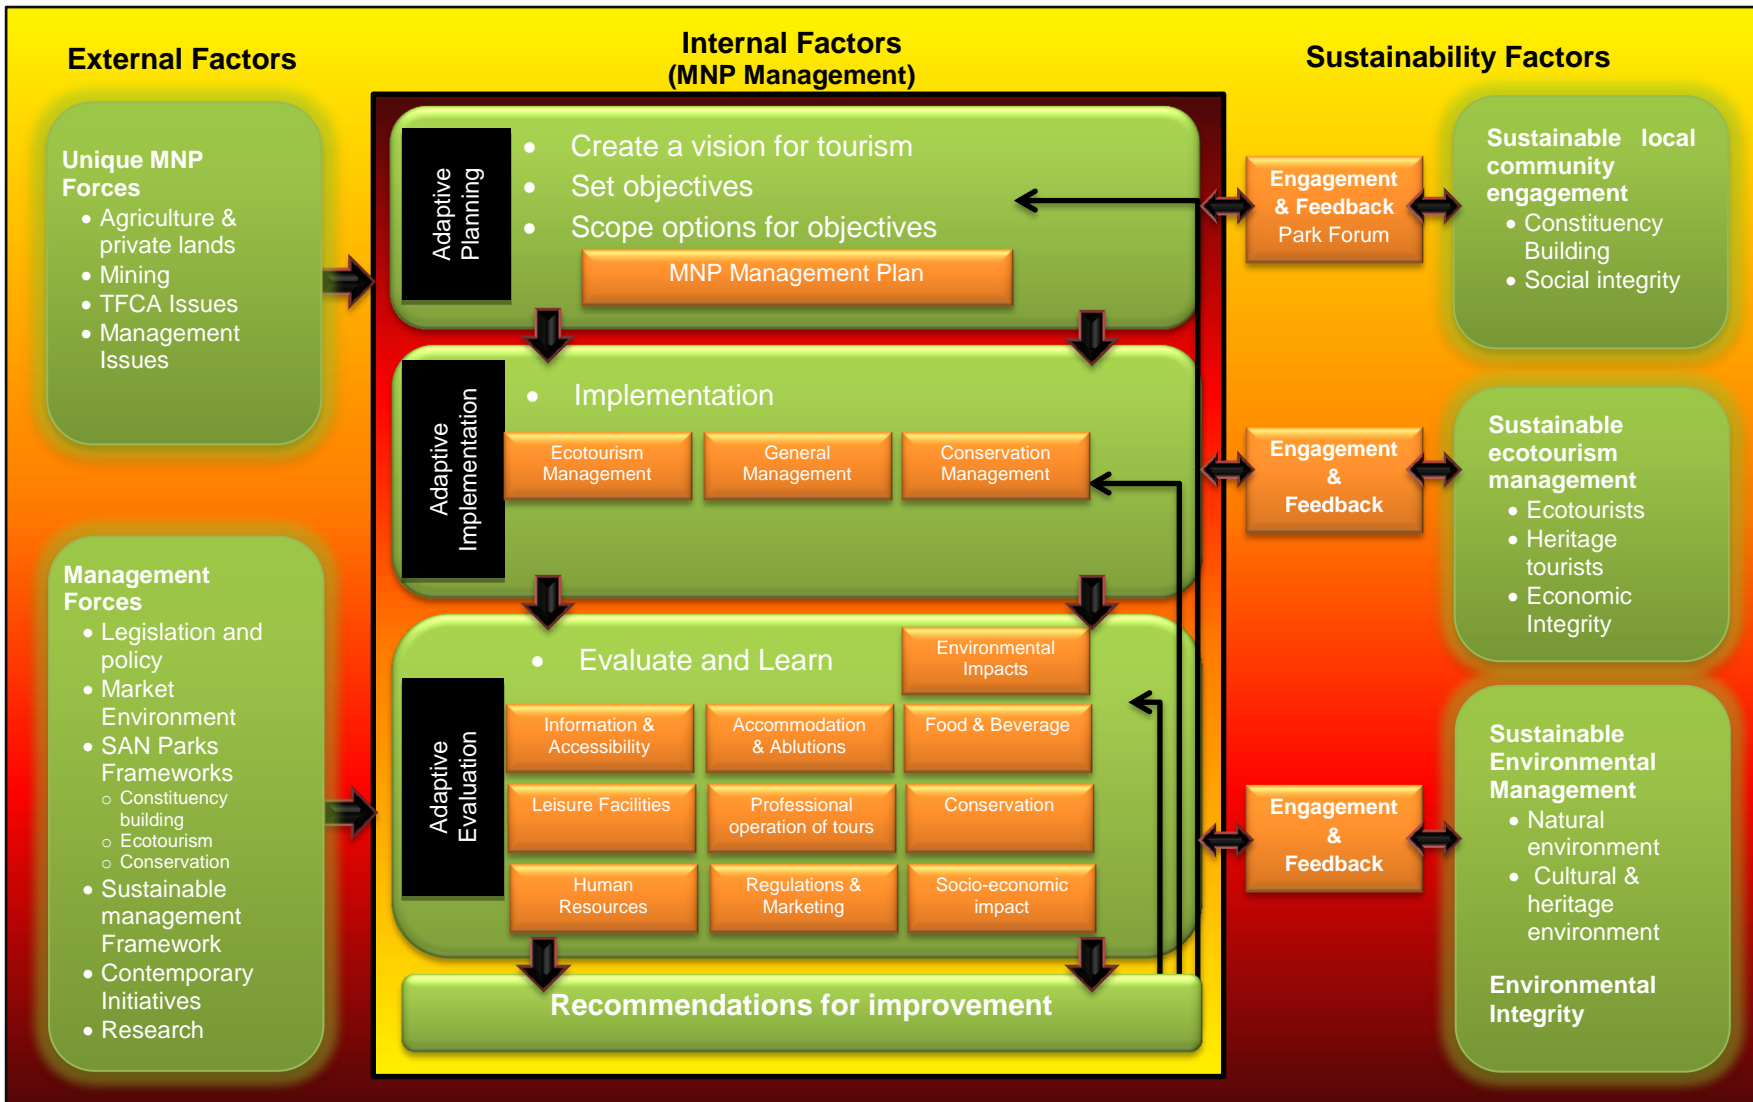 External Factors
Internal Factors
(MNP Management)
Sustainability Factors
Unique MNP
Forces
• Agriculture &
private lands
• Mining
• TFCA Issues
• Management
Issues
Management
Forces
• Legislation and
policy
• Market
Environment
• SAN Parks
Frameworks
o Constituency
building
o Ecotourism
o Conservation
• Sustainable
management
Framework
• Contemporary
Initiatives
• Research
Adaptive
Planning
• Create a vision for tourism
• Set objectives
• Scope options for objectives
MNP Management Plan
Adaptive
Implementation
• Implementation
Ecotourism
Management
General
Management
Conservation
Management
Adaptive
Evaluation
• Evaluate and Learn
Environmental
Impacts
Information &
Accessibility
Accommodation
& Ablutions
Food & Beverage
Leisure Facilities
Professional
operation of tours
Conservation
Human
Resources
Regulations &
Marketing
Socio-economic
impact
Recommendations for improvement
Engagement
& Feedback
Park Forum
Engagement
&
Feedback
Engagement
&
Feedback
Sustainable local
community
engagement
• Constituency
Building
• Social integrity
Sustainable
ecotourism
management
• Ecotourists
• Heritage
tourists
• Economic
Integrity
Sustainable
Environmental
Management
• Natural
environment
• Cultural &
heritage
environment
Environmental
Integrity